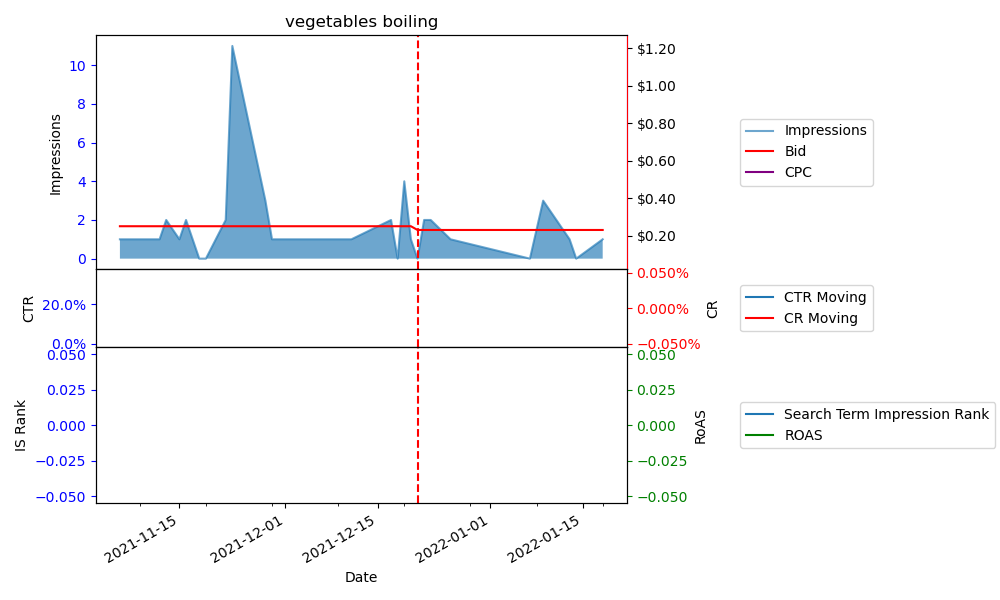 vegetables boiling
Impressions
10
8
6
4
2
0
$1.20
$1.00
$0.80
$0.60
$0.40
$0.20
Impressions
Bid
CPC
CTR
20.0%
0.0%
0.050%
0.000%
−0.050%
CR
CTR Moving
CR Moving
IS Rank
0.050
0.025
0.000
−0.025
−0.050
0.050
0.025
0.000
−0.025
−0.050
RoAS
Search Term Impression Rank
ROAS
2021-11-15
2021-12-01
2021-12-15
2022-01-01
2022-01-15
Date